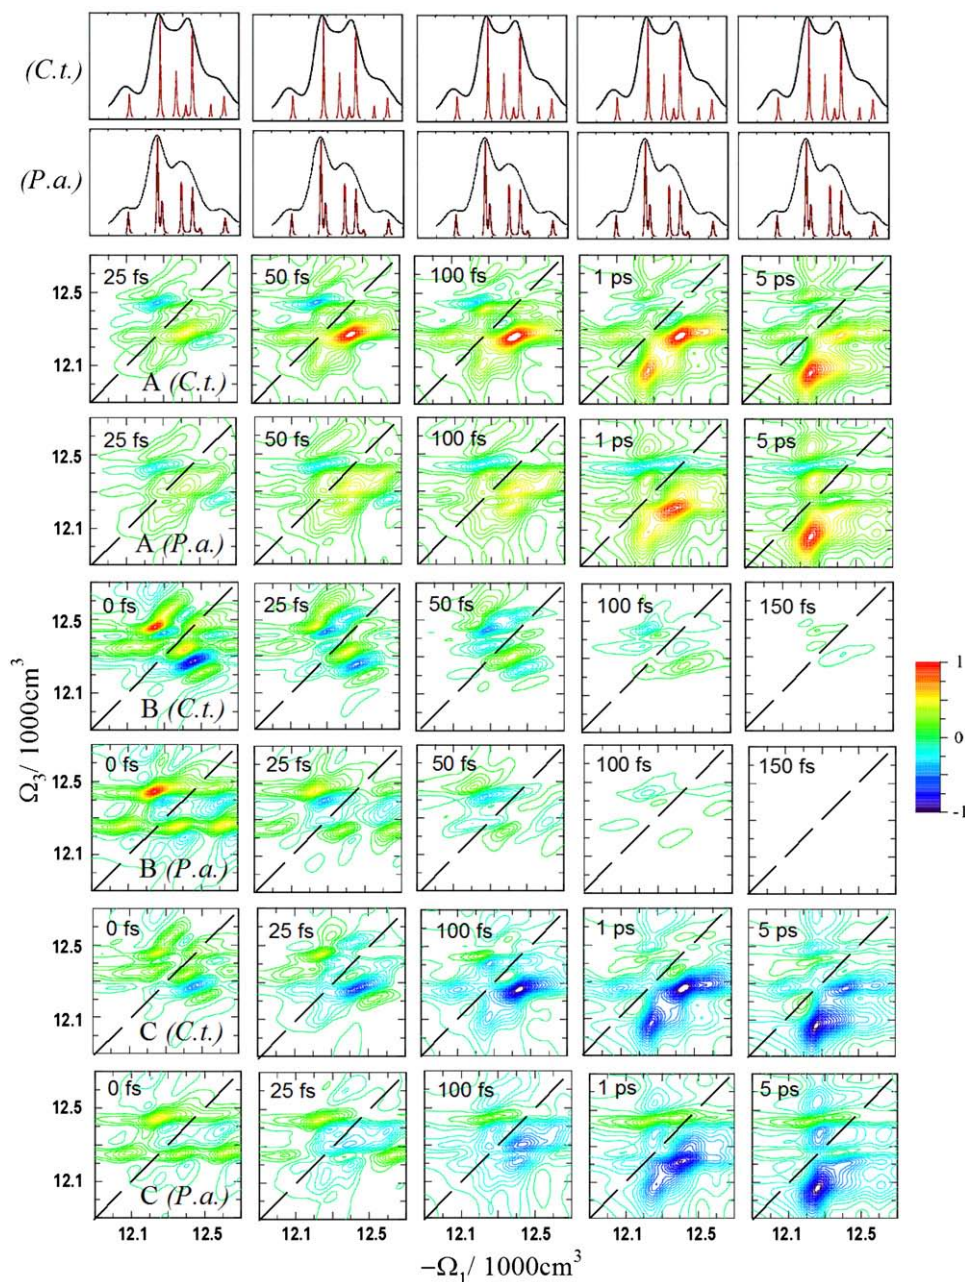 (C.t.)
(P.a.)
25 fs 50 fs 100 fs 1 ps 5 ps
12.5
12.1
A (C.t.)
25 fs 50 fs 100 fs 1 ps 5 ps
12.5
12.1
A (P.a.)
0 fs 25 fs 50 fs 100 fs 150 fs
12.5
12.1
B (C.t.)
0 fs 25 fs 50 fs 100 fs 150 fs
12.5
12.1
B (P.a.)
0 fs 25 fs 100 fs 1 ps 5 ps
12.5
12.1
C (C.t.)
0 fs 25 fs 100 fs 1 ps 5 ps
12.5
12.1
C (P.a.)
Ω3/ 1000cm³
1
0
-1
12.1 12.5 12.1 12.5 12.1 12.5 12.1 12.5 12.1 12.5
−Ω1/ 1000cm³